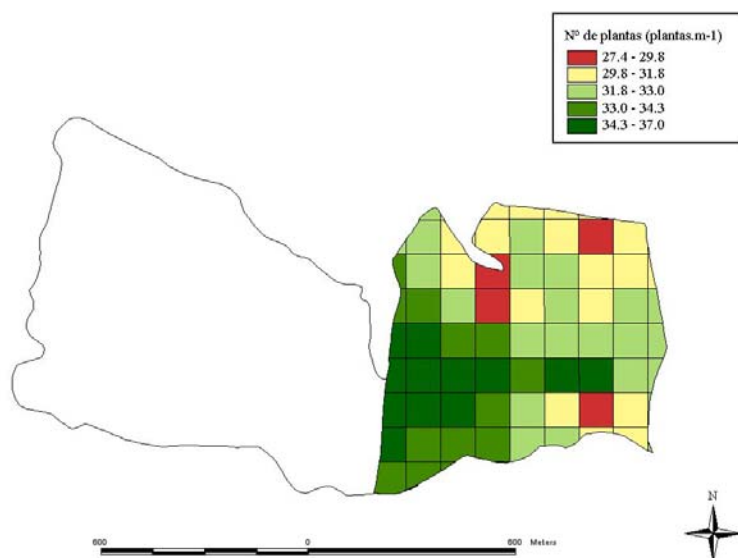 Nº de plantas (plantas.m-1)
27.4 - 29.8
29.8 - 31.8
31.8 - 33.0
33.0 - 34.3
34.3 - 37.0
N
600 0 600 Meters